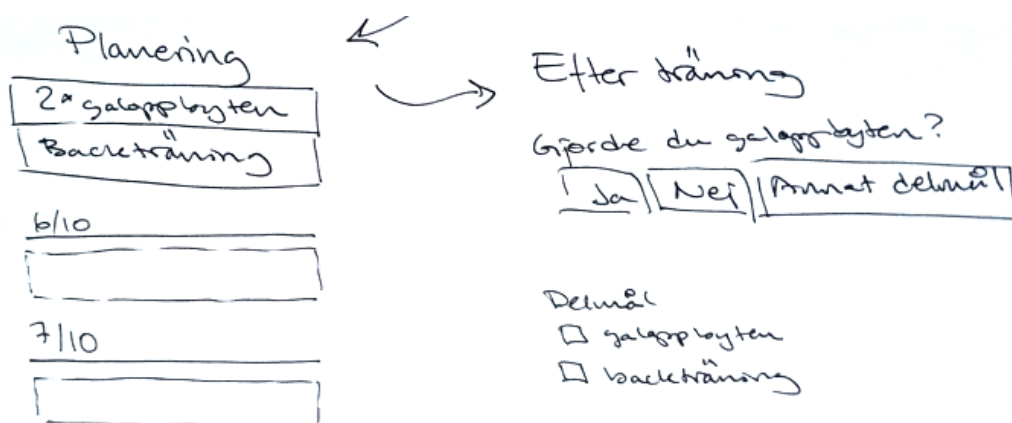 Planering
2* galoppbyten
Backträning
6/10
7/10
Efter träning
Gjorde du galoppbyten?
Ja Nej Annat delmål
Delmål
galoppbyten
backträning